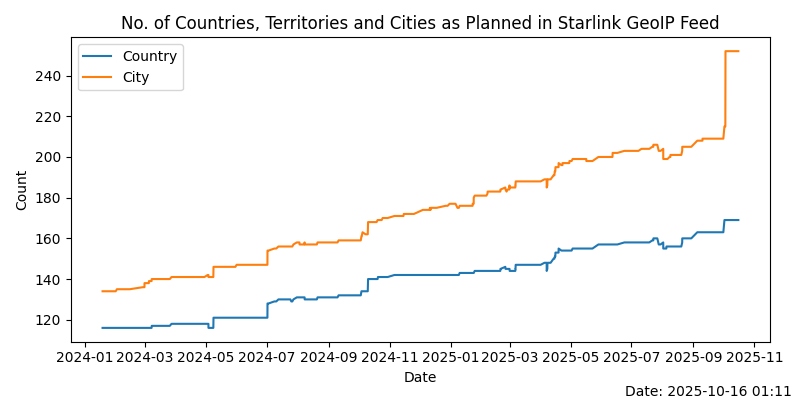 No. of Countries, Territories and Cities as Planned in Starlink GeoIP Feed
Country
City
240
220
200
180
160
140
120
Count
2024-01 2024-03 2024-05 2024-07 2024-09 2024-11 2025-01 2025-03 2025-05 2025-07 2025-09 2025-11
Date
Date: 2025-10-16 01:11